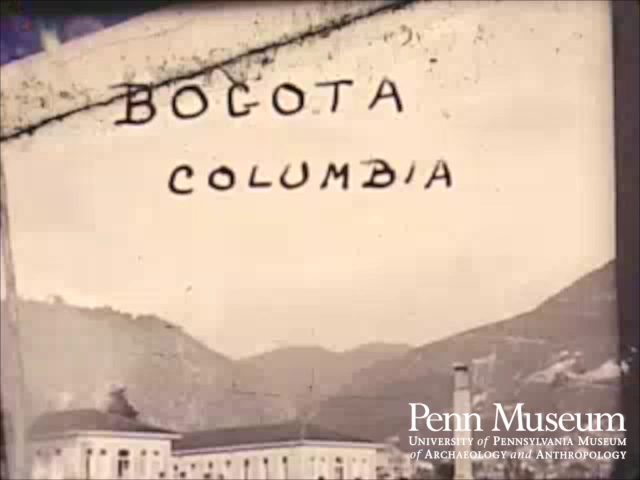 BOGOTA
COLUMBIA
Penn Museum
UNIVERSITY of PENNSYLVANIA MUSEUM
of ARCHAEOLOGY and ANTHROPOLOGY